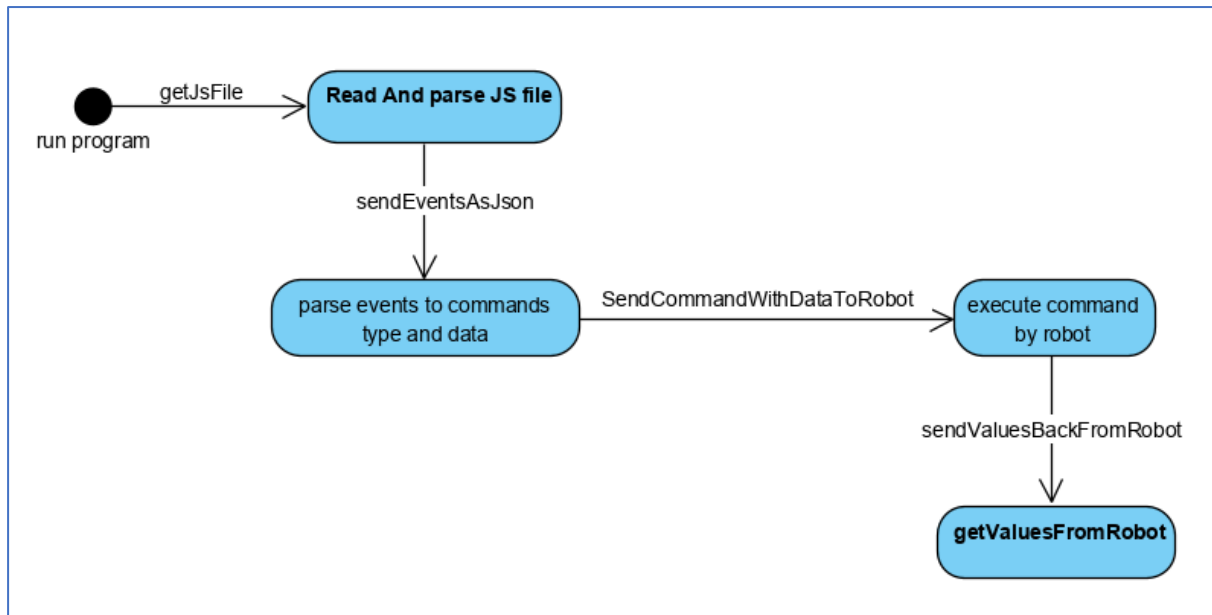 getJsFile
Read And parse JS file
run program
sendEventsAsJson
parse events to commands
type and data
SendCommandWithDataToRobot
execute command
by robot
sendValuesBackFromRobot
getValuesFromRobot